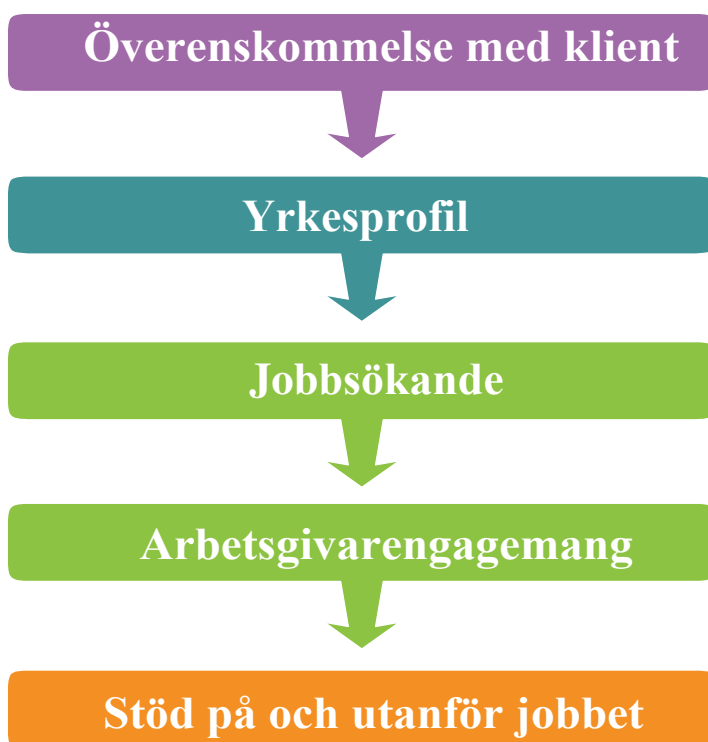 Överenskommelse med klient
Yrkesprofil
Jobbsökande
Arbetsgivarengagemang
Stöd på och utanför jobbet